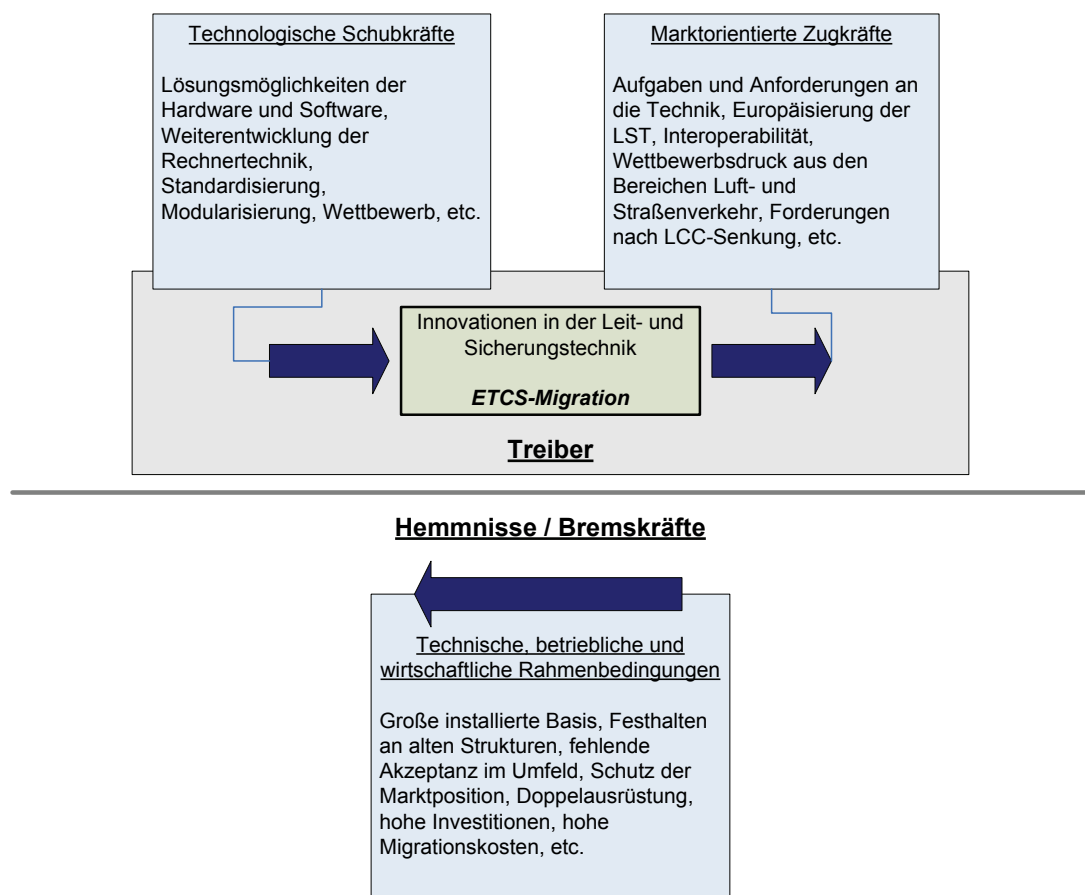 Technologische Schubkräfte
Lösungsmöglichkeiten der
Hardware und Software,
Weiterentwicklung der
Rechnertechnik,
Standardisierung,
Modularisierung, Wettbewerb, etc.
Marktorientierte Zugkräfte
Aufgaben und Anforderungen an
die Technik, Europäisierung der
LST, Interoperabilität,
Wettbewerbsdruck aus den
Bereichen Luft- und
Straßenverkehr, Forderungen
nach LCC-Senkung, etc.
Innovationen in der Leit- und
Sicherungstechnik
ETCS-Migration
Treiber
Hemmnisse / Bremskräfte
Technische, betriebliche und
wirtschaftliche Rahmenbedingungen
Große installierte Basis, Festhalten
an alten Strukturen, fehlende
Akzeptanz im Umfeld, Schutz der
Marktposition, Doppelausrüstung,
hohe Investitionen, hohe
Migrationskosten, etc.